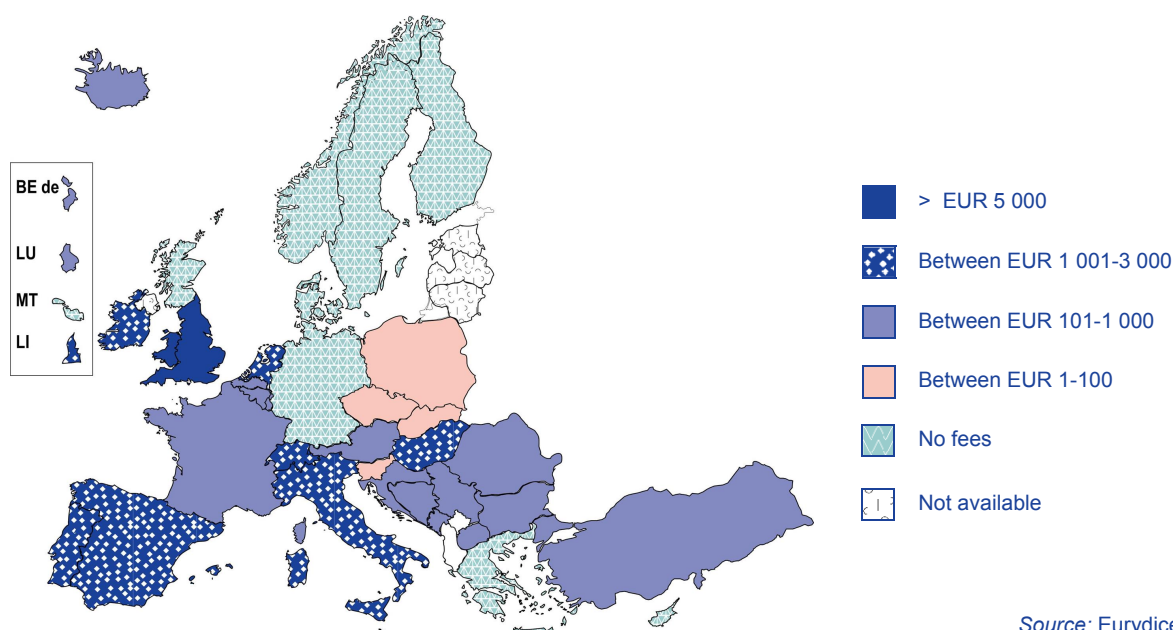 BE de
LU
MT
LI
> EUR 5 000
Between EUR 1 001-3 000
Between EUR 101-1 000
Between EUR 1-100
No fees
Not available
Source: Eurydice